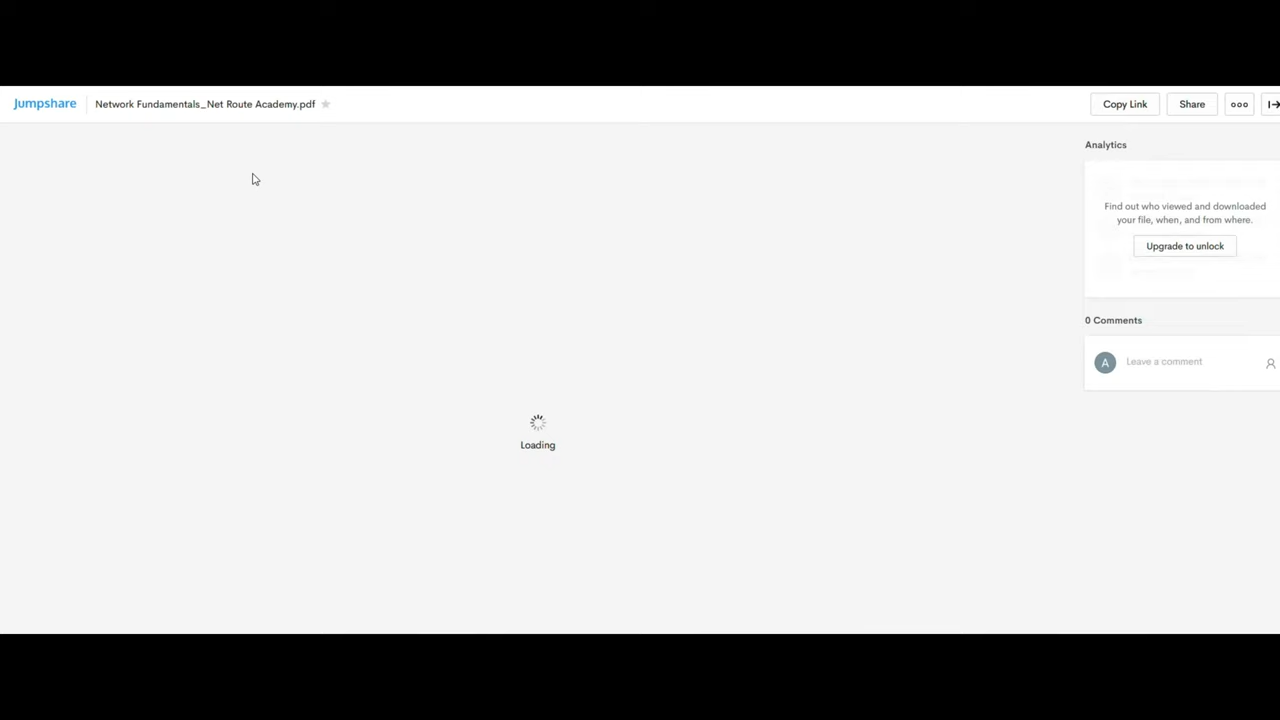 Jumpshare
Network Fundamentals_Net Route Academy.pdf
Copy Link
Share
Analytics
Find out who viewed and downloaded
your file, when, and from where.
Upgrade to unlock
0 Comments
A
Leave a comment
Loading